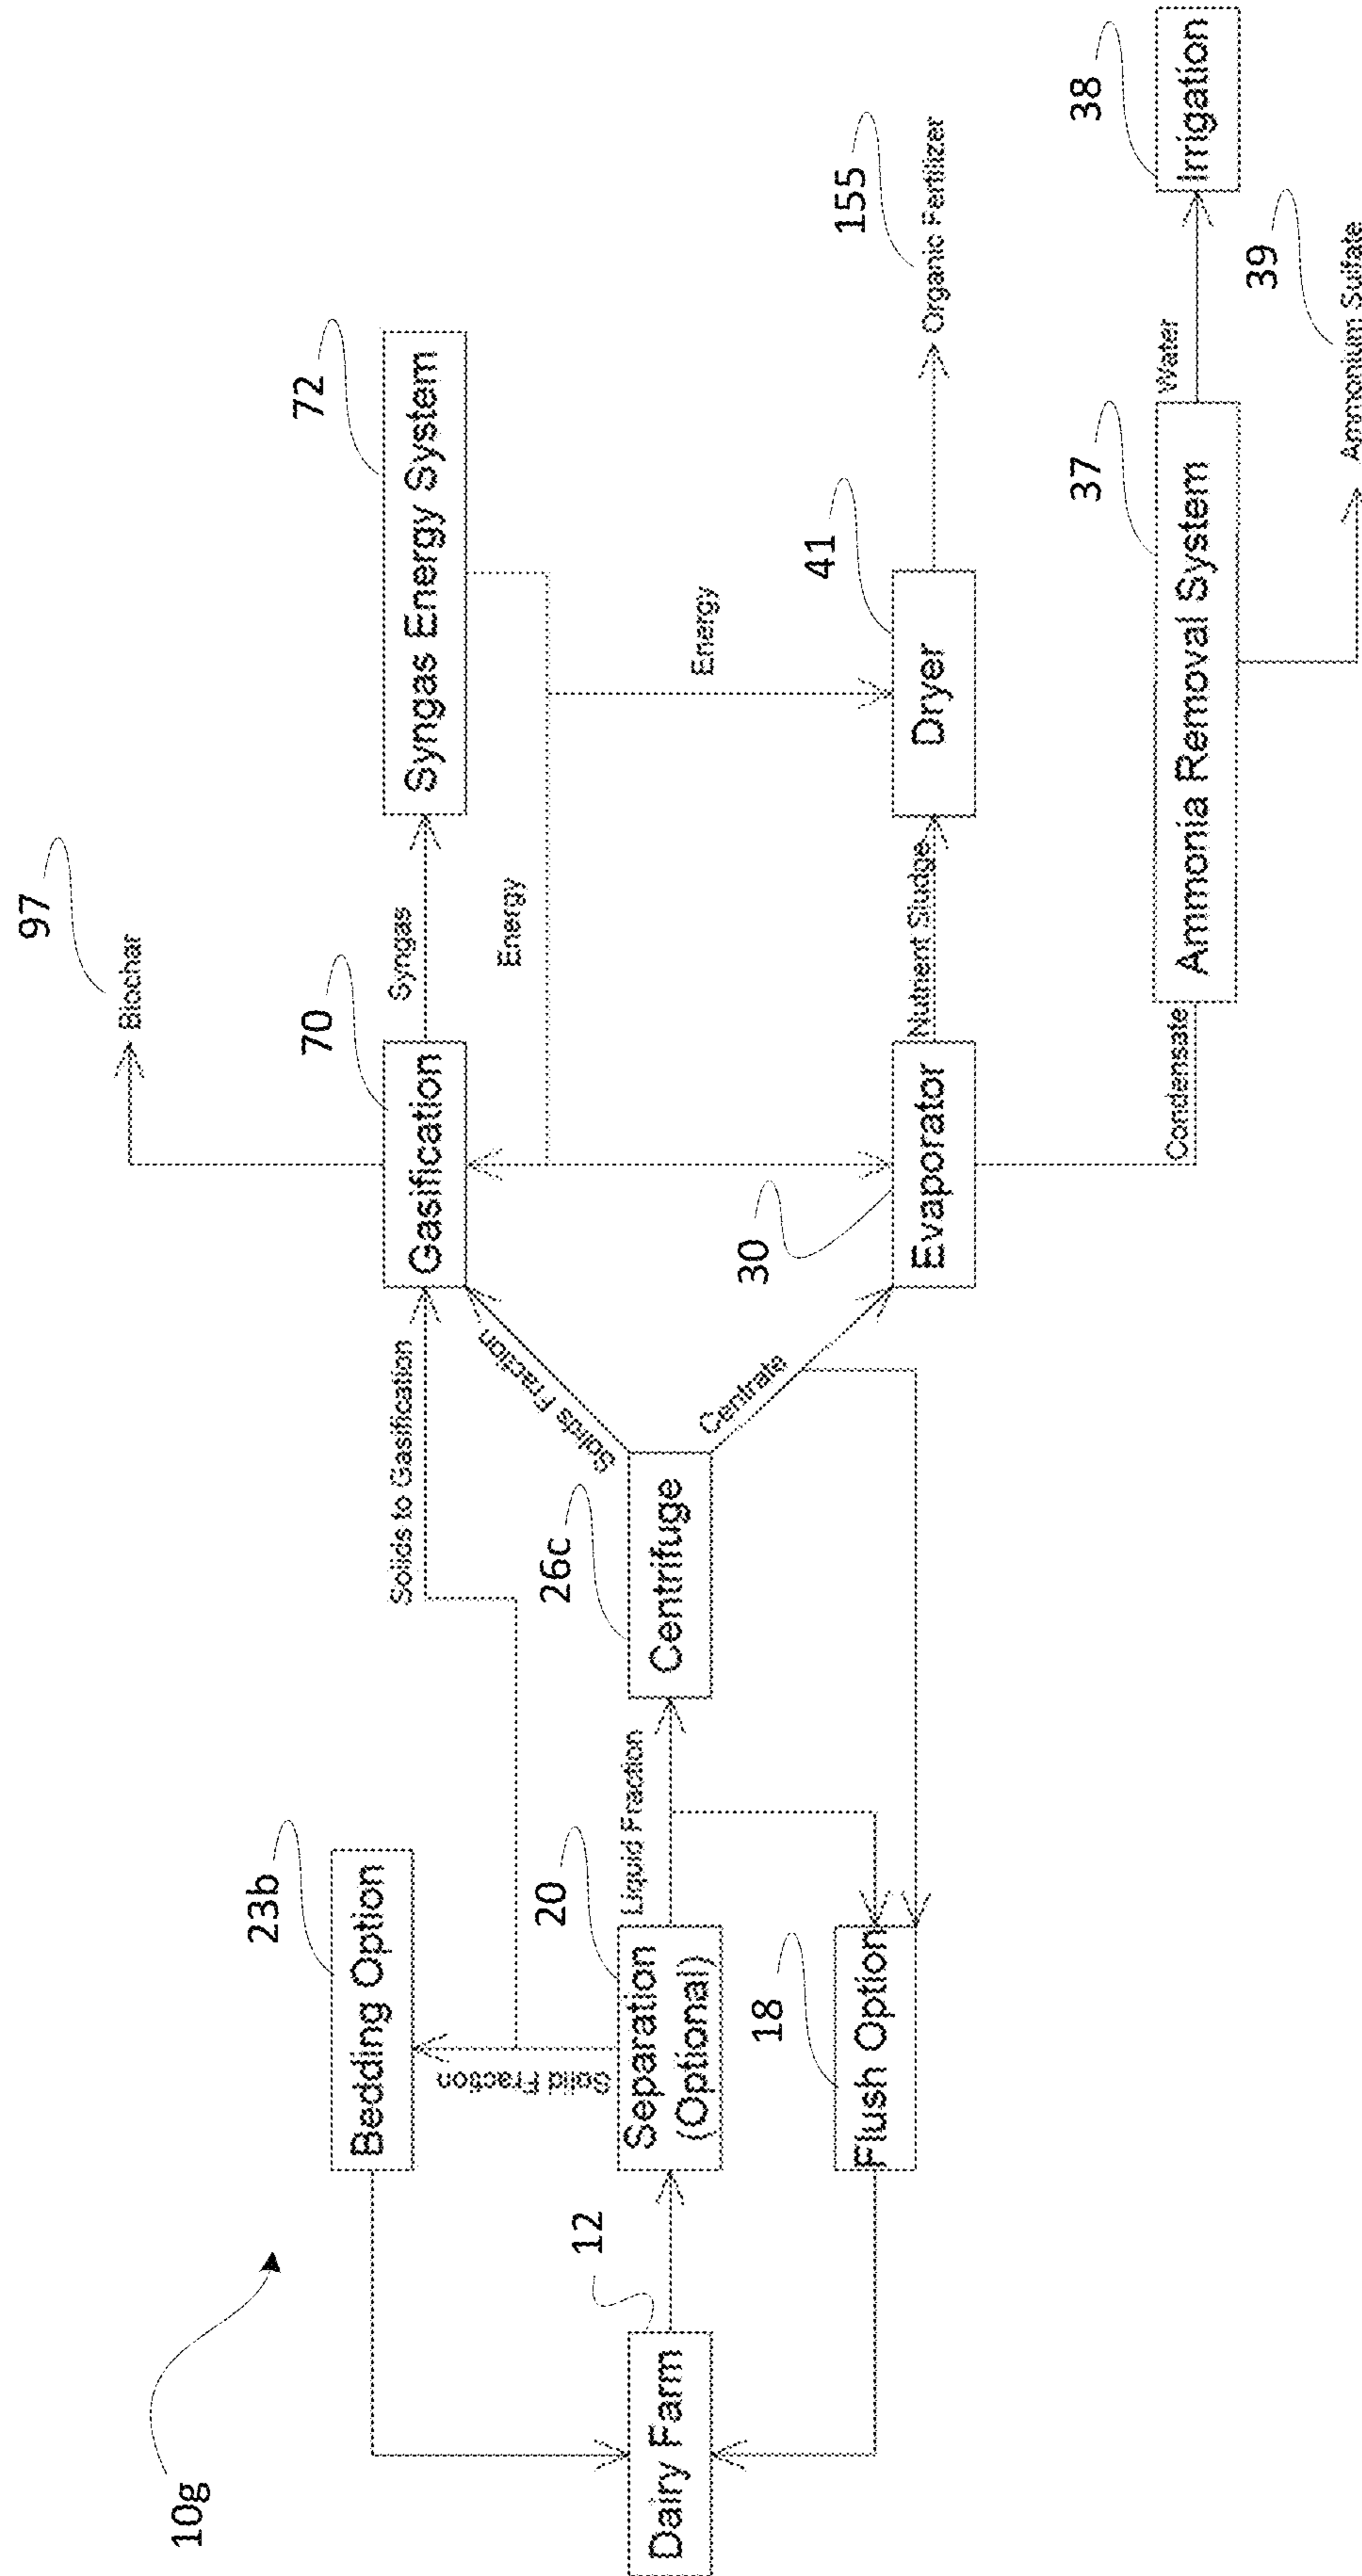 10g
97
Biochar
23b
Bedding Option
Solids to Gasification
70
Gasification
Syngas
72
Syngas Energy System
Energy
Energy
Solid Fraction
Solids Fraction
12
Dairy Farm
20
Separation
(Optional)
Liquid Fraction
26c
Centrifuge
Centrate
18
Flush Option
30
Evaporator
Nutrient Sludge
41
Dryer
155
Organic Fertilizer
Condensate
37
Ammonia Removal System
Water
38
Irrigation
39
Ammonium Sulfate